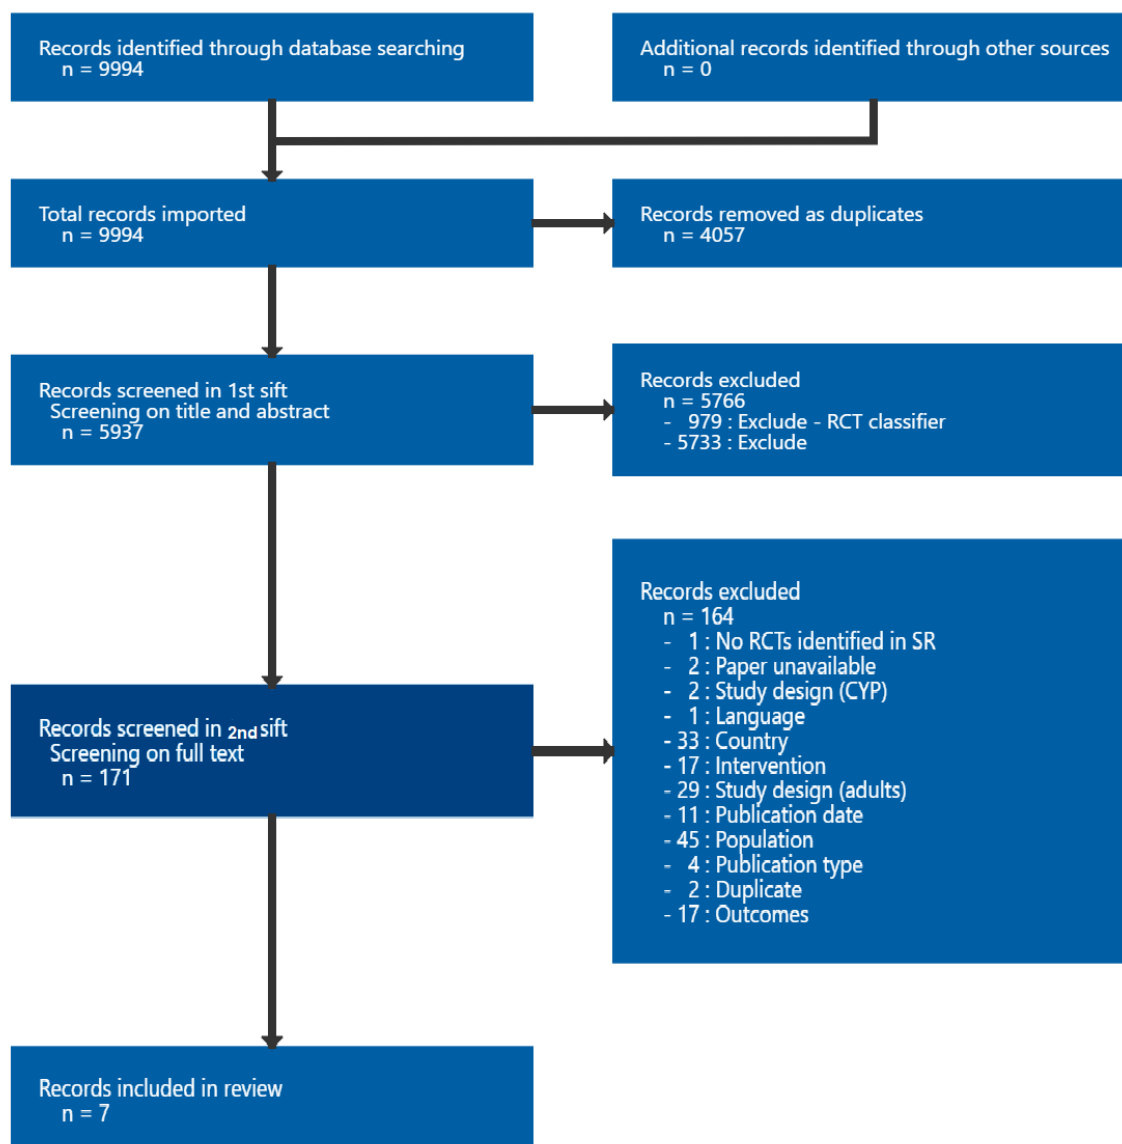 Records identified through database searching
n = 9994
Additional records identified through other sources
n = 0
Total records imported
n = 9994
Records removed as duplicates
n = 4057
Records screened in 1st sift
Screening on title and abstract
n = 5937
Records excluded
n = 5766
- 979 : Exclude - RCT classifier
- 5733 : Exclude
Records screened in 2nd sift
Screening on full text
n = 171
Records excluded
n = 164
- 1 : No RCTs identified in SR
- 2 : Paper unavailable
- 2 : Study design (CYP)
- 1 : Language
- 33 : Country
- 17 : Intervention
- 29 : Study design (adults)
- 11 : Publication date
- 45 : Population
- 4 : Publication type
- 2 : Duplicate
- 17 : Outcomes
Records included in review
n = 7